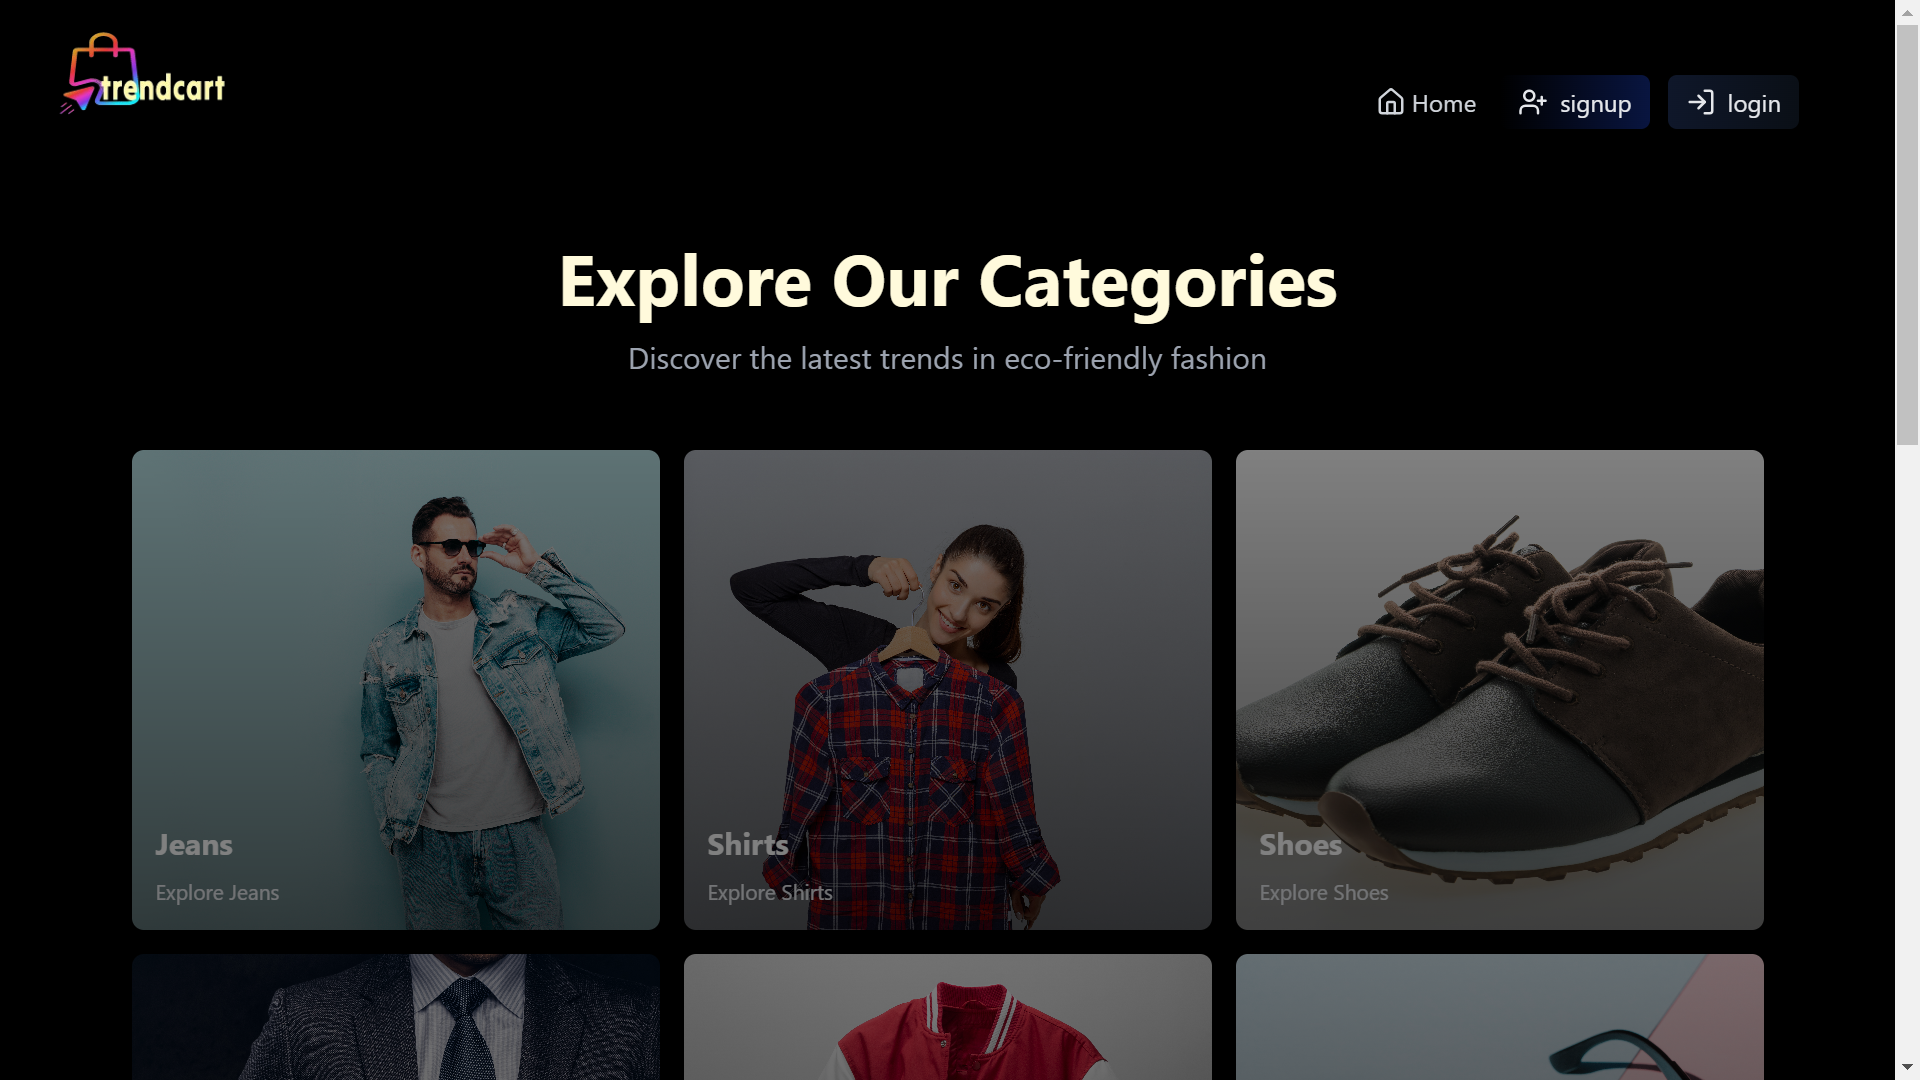 trendcart
Home
signup
login
Explore Our Categories
Discover the latest trends in eco-friendly fashion
Jeans
Explore Jeans
Shirts
Explore Shirts
Shoes
Explore Shoes